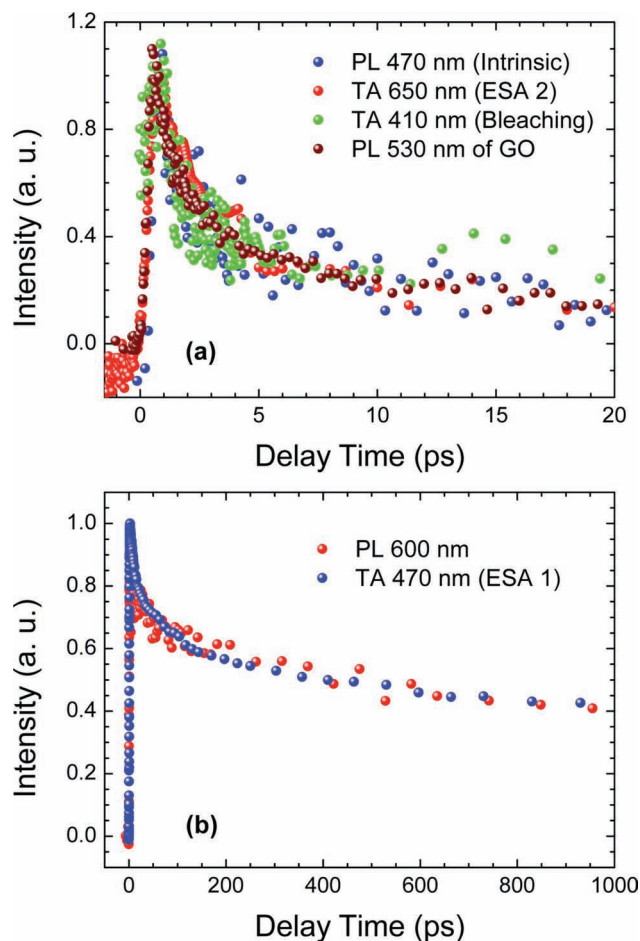 1.2
0.8
0.4
0.0
Intensity (a. u.)
PL 470 nm (Intrinsic)
TA 650 nm (ESA 2)
TA 410 nm (Bleaching)
PL 530 nm of GO
(a)
0 5 10 15 20
Delay Time (ps)
1.0
0.8
0.6
0.4
0.2
0.0
Intensity (a. u.)
PL 600 nm
TA 470 nm (ESA 1)
(b)
0 200 400 600 800 1000
Delay Time (ps)